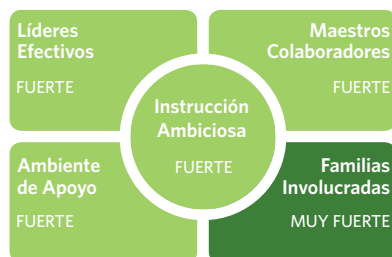 Líderes
Efectivos
FUERTE
Maestros
Colaboradores
FUERTE
Instrucción
Ambiciosa
FUERTE
Ambiente
de Apoyo
FUERTE
Familias
Involucradas
MUY FUERTE